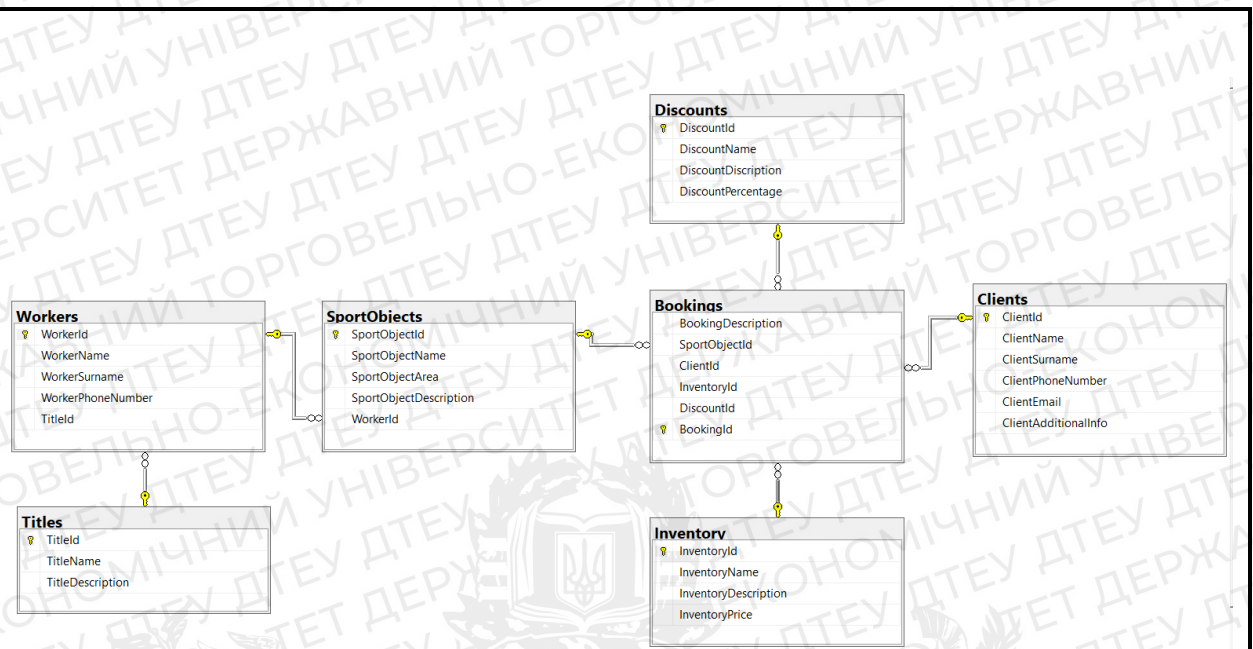 Discounts
DiscountId
DiscountName
DiscountDiscription
DiscountPercentage
Workers
WorkerId
WorkerName
WorkerSurname
WorkerPhoneNumber
TitleId
SportObjects
SportObjectId
SportObjectName
SportObjectArea
SportObjectDescription
WorkerId
Bookings
BookingDescription
SportObjectId
ClientId
InventoryId
DiscountId
BookingId
Clients
ClientId
ClientName
ClientSurname
ClientPhoneNumber
ClientEmail
ClientAdditionalInfo
Titles
TitleId
TitleName
TitleDescription
Inventory
InventoryId
InventoryName
InventoryDescription
InventoryPrice